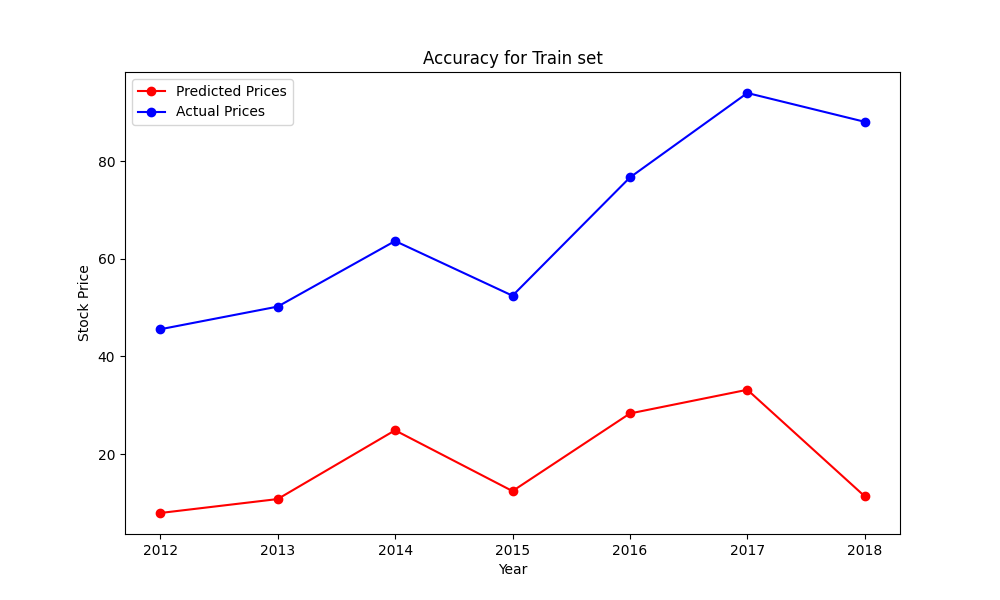 Accuracy for Train set
Predicted Prices
Actual Prices
80
60
40
20
Stock Price
2012 2013 2014 2015 2016 2017 2018
Year